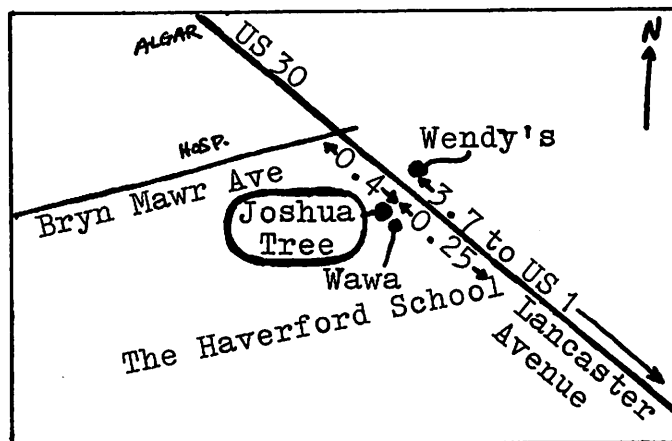 ALGAR
US 30
N
HOSP.
Wendy's
Bryn Mawr Ave
0.4
3.7 to US 1
Joshua
Tree
0.25
Wawa
The Haverford School
Lancaster
Avenue